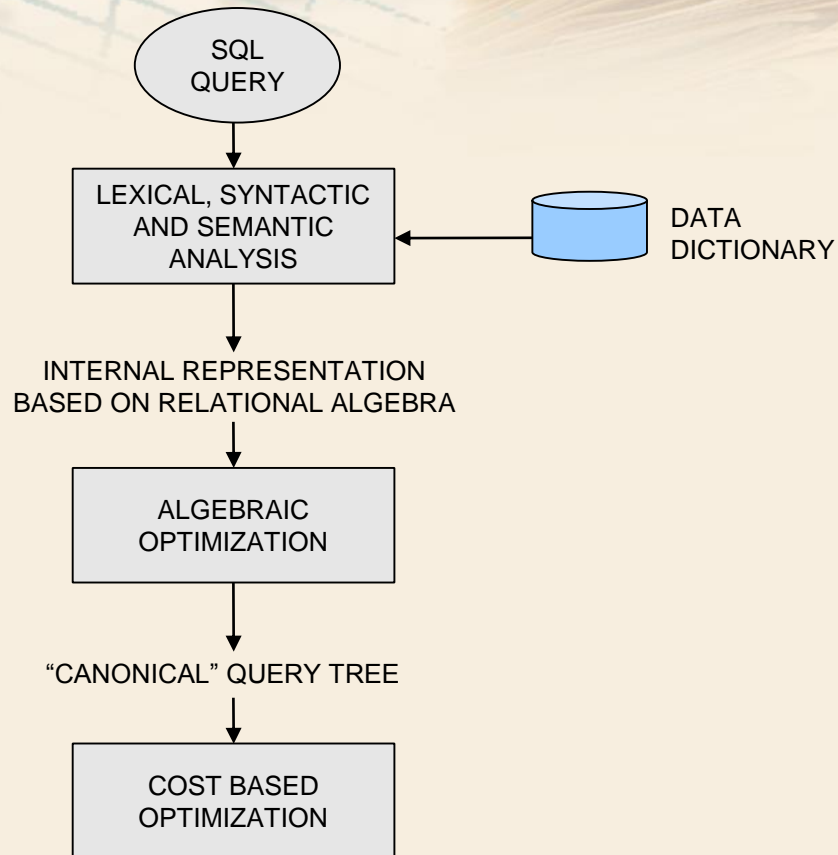 SQL
QUERY
LEXICAL, SYNTACTIC
AND SEMANTIC
ANALYSIS
DATA
DICTIONARY
INTERNAL REPRESENTATION
BASED ON RELATIONAL ALGEBRA
ALGEBRAIC
OPTIMIZATION
“CANONICAL” QUERY TREE
COST BASED
OPTIMIZATION